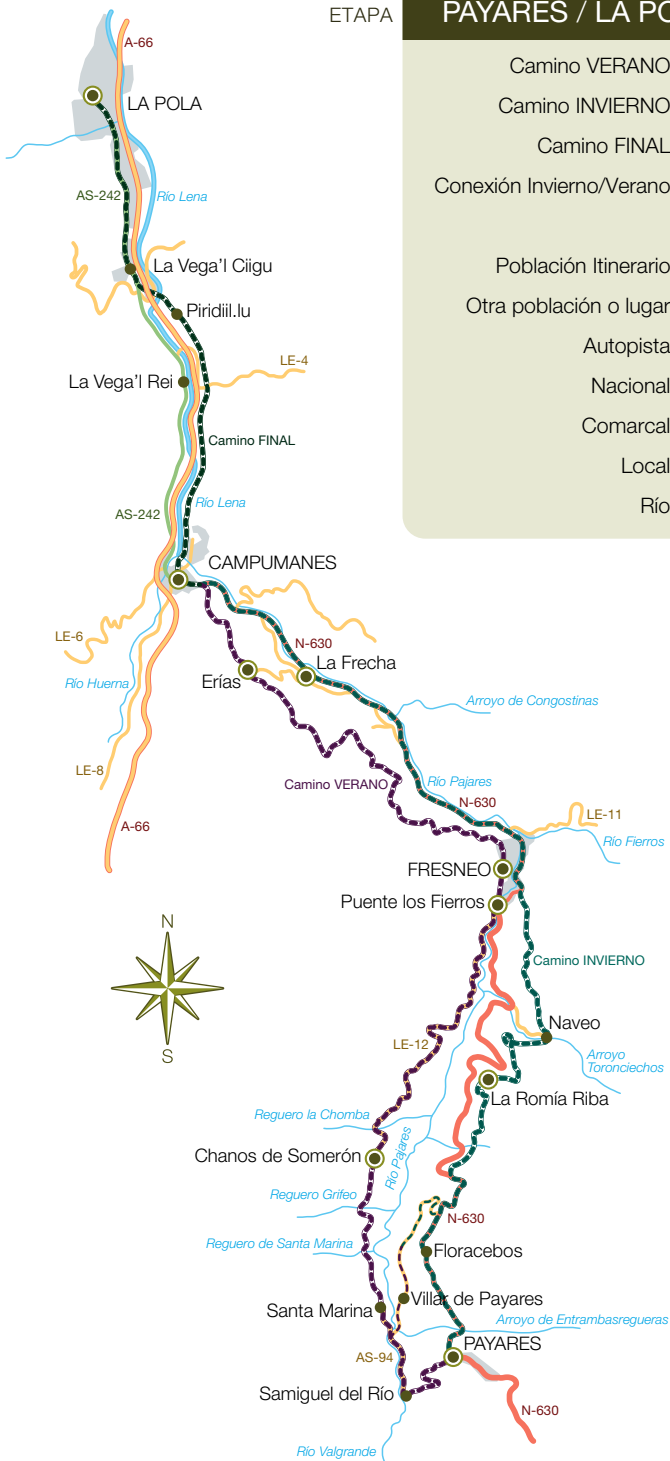 ETAPA
PAYARES / LA PO
Camino VERANO
Camino INVIERNO
Camino FINAL
Conexión Invierno/Verano
Población Itinerario
Otra población o lugar
Autopista
Nacional
Comarcal
Local
Río
A-66
LA POLA
AS-242
Río Lena
La Vega'l Ciigu
Piridiil.lu
LE-4
La Vega'l Rei
Camino FINAL
Río Lena
AS-242
CAMPUMANES
LE-6
N-630
La Frecha
Erías
Río Huerna
Arroyo de Congostinas
LE-8
Camino VERANO
Río Pajares
N-630
LE-11
A-66
Río Fierros
FRESNEO
Puente los Fierros
N
Camino INVIERNO
S
Naveo
LE-12
Arroyo
Toronciechos
La Romía Riba
Reguero la Chomba
Río Pajares
Chanos de Somerón
Reguero Grifeo
N-630
Reguero de Santa Marina
Floracebos
Villar de Payares
Santa Marina
Arroyo de Entrambasregueras
PAYARES
AS-94
Samiguel del Río
N-630
Río Valgrande